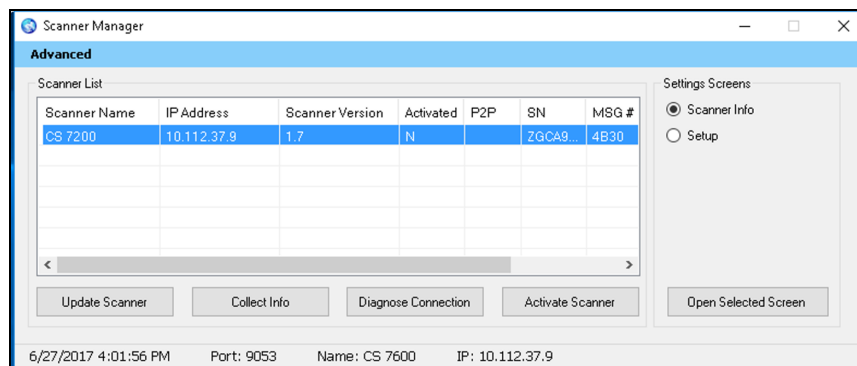 Scanner Manager
Advanced
Scanner List
Scanner Name IP Address Scanner Version Activated P2P SN MSG #
CS 7200 10.112.37.9 1.7 N ZGCA9... 4B30
Update Scanner Collect Info Diagnose Connection Activate Scanner
Settings Screens
Scanner Info
Setup
Open Selected Screen
6/27/2017 4:01:56 PM Port: 9053 Name: CS 7600 IP: 10.112.37.9